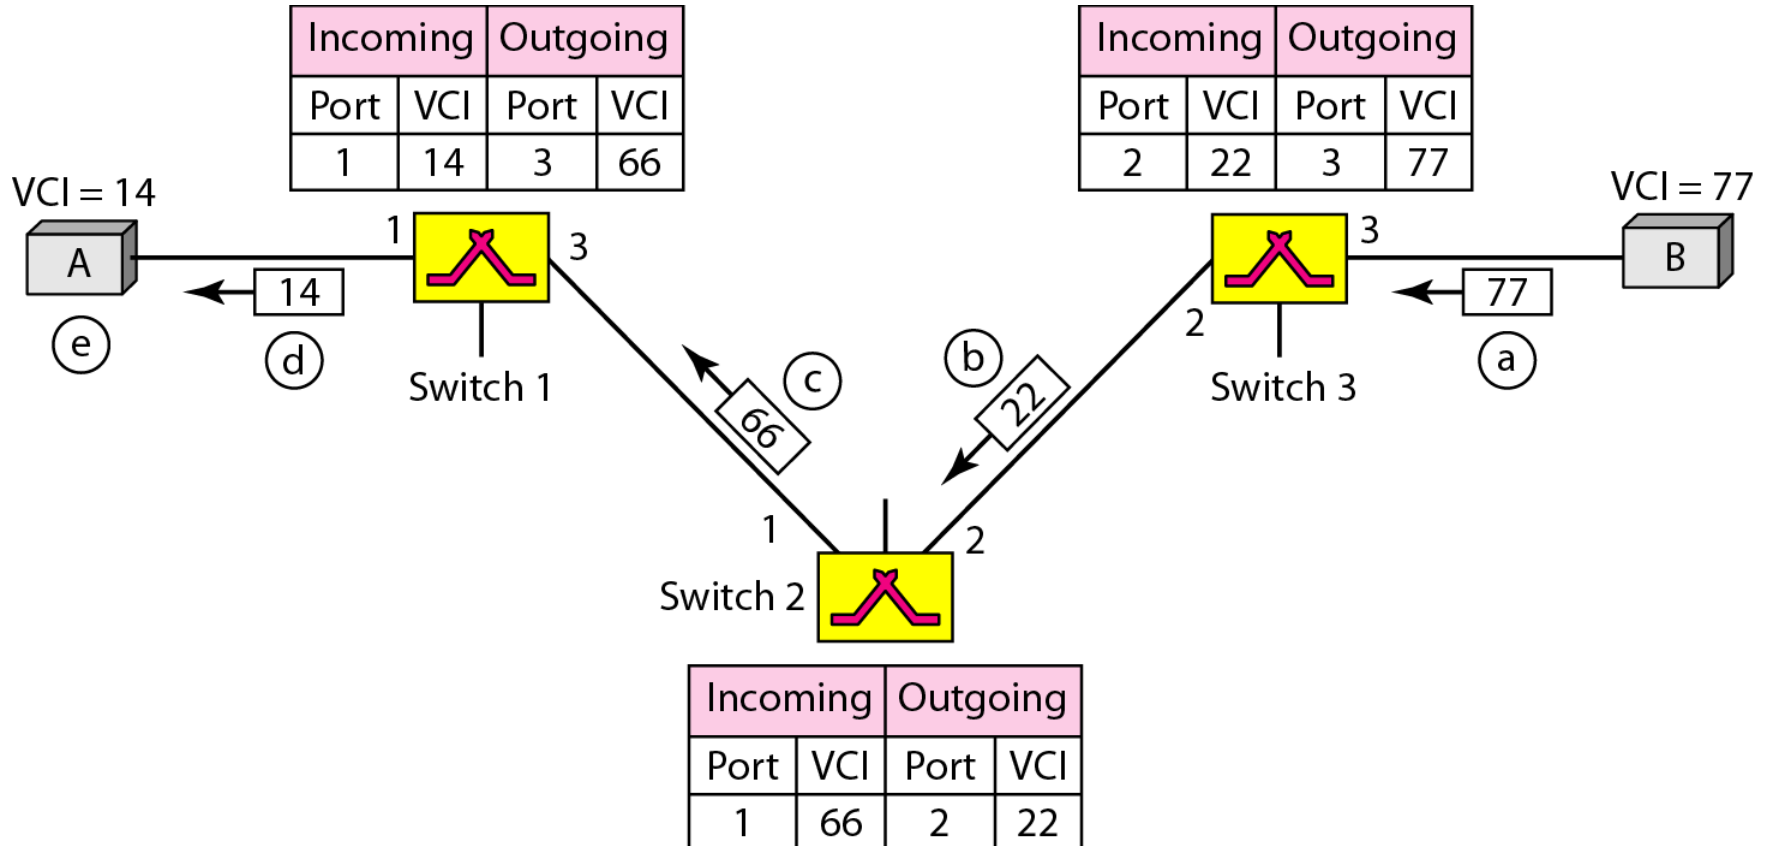 Incoming Outgoing
Port VCI Port VCI
1 14 3 66
Incoming Outgoing
Port VCI Port VCI
2 22 3 77
VCI = 14
VCI = 77
A
1
3
14
e
d
Switch 1
3
B
2
77
a
Switch 3
b
22
c
66
1
2
Switch 2
Incoming Outgoing
Port VCI Port VCI
1 66 2 22